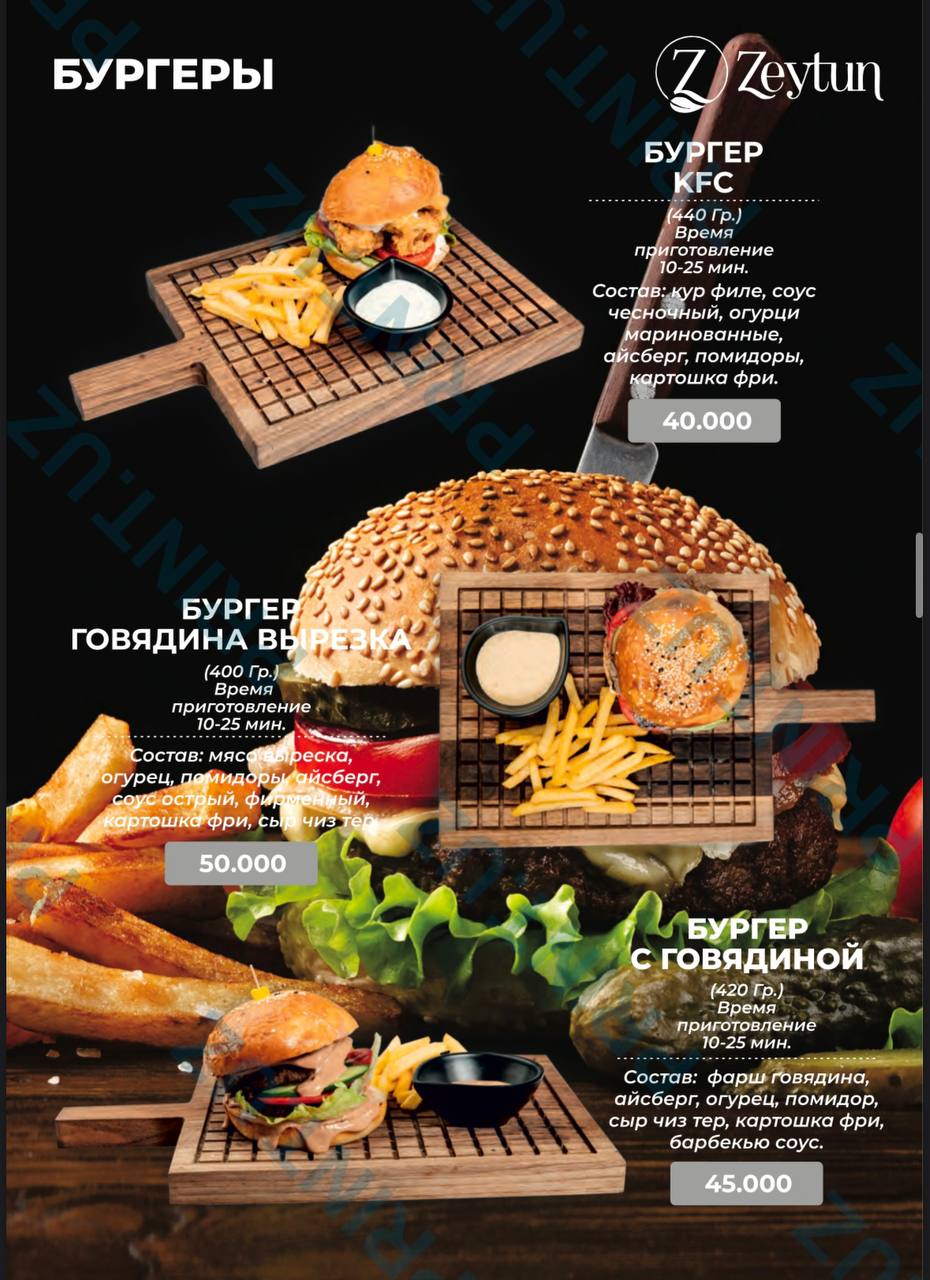 БУРГЕРЫ
Z Zeytun
БУРГЕР
KFC
(440 Гр.)
Время
приготовление
10-25 мин.
Состав: кур филе, соус
чесночный, огурци
маринованные,
айсберг, помидоры,
картошка фри.
40.000
БУРГЕР
ГОВЯДИНА ВЫРЕЗКА
(400 Гр.)
Время
приготовление
10-25 мин.
Состав: мясо выреска,
огурец, помидоры, айсберг,
соус острый, фирменный,
картошка фри, сыр чиз тер.
50.000
БУРГЕР
С ГОВЯДИНОЙ
(420 Гр.)
Время
приготовление
10-25 мин.
Состав: фарш говядина,
айсберг, огурец, помидор,
сыр чиз тер, картошка фри,
барбекью соус.
45.000